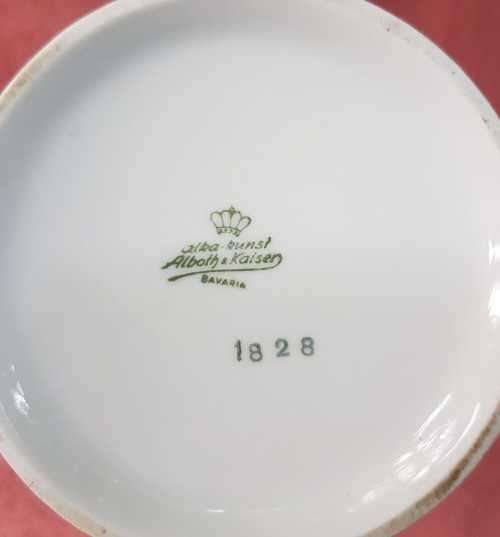 alka-kunst
Alboth & Kaiser
BAVARIA
1828